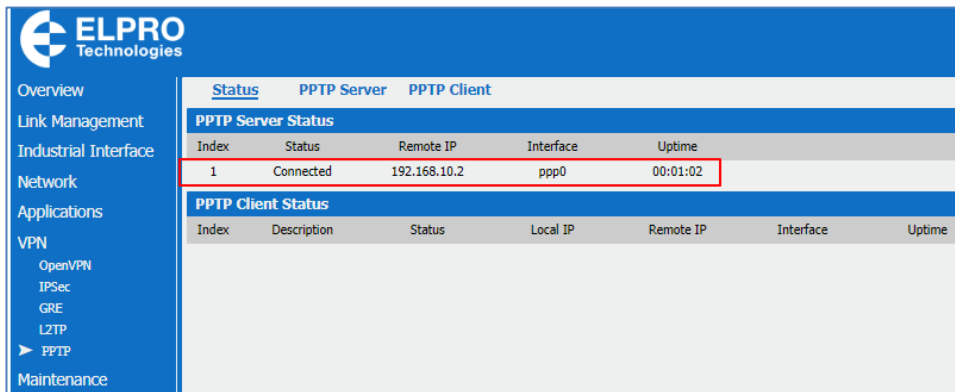 ELPRO
Technologies
Overview
Link Management
Industrial Interface
Network
Applications
VPN
OpenVPN
IPSec
GRE
L2TP
PPTP
Maintenance
Status PPTP Server PPTP Client
PPTP Server Status
Index Status Remote IP Interface Uptime
1 Connected 192.168.10.2 ppp0 00:01:02
PPTP Client Status
Index Description Status Local IP Remote IP Interface Uptime